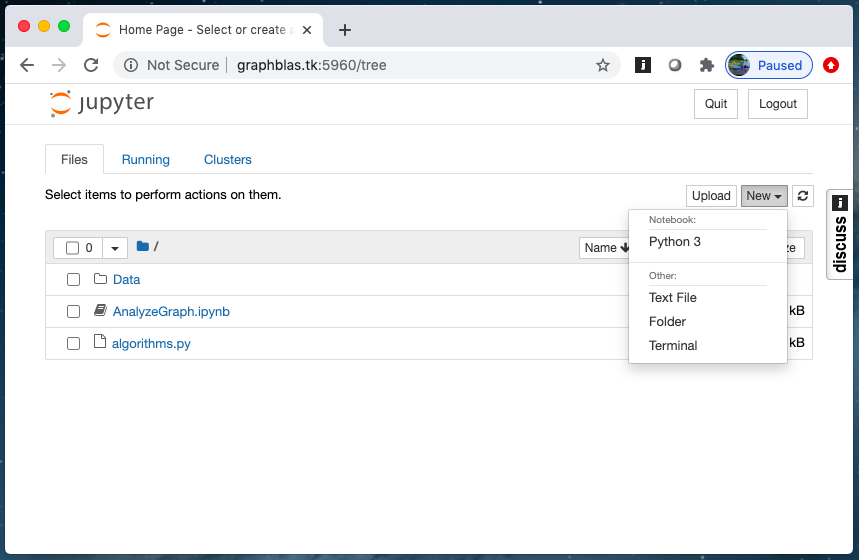 Home Page - Select or create a
Not Secure graphblas.tk:5960/tree
Paused
jupyter
Quit Logout
Files Running Clusters
Select items to perform actions on them.
Upload New
Notebook:
Python 3
Other:
Text File
Folder
Terminal
0 / Name
Data
AnalyzeGraph.ipynb kB
algorithms.py kB
j discuss